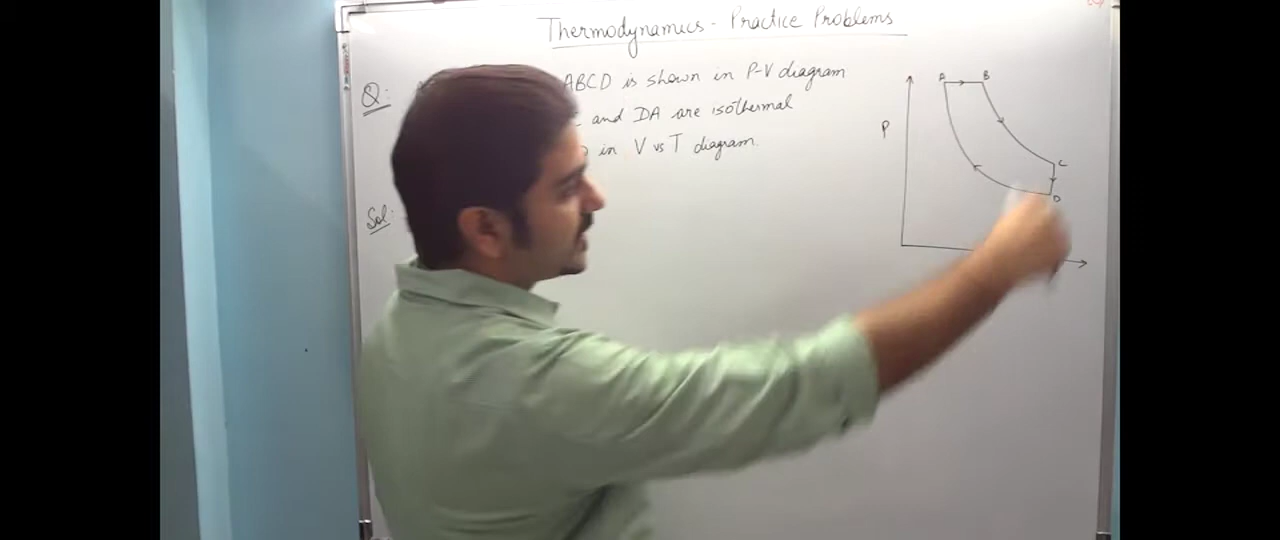 Thermodynamics - Practice Problems
Q: ABCD is shown in P-V diagram
and DA are isothermal
in V vs T diagram.
Sol:
A B
P
C
D